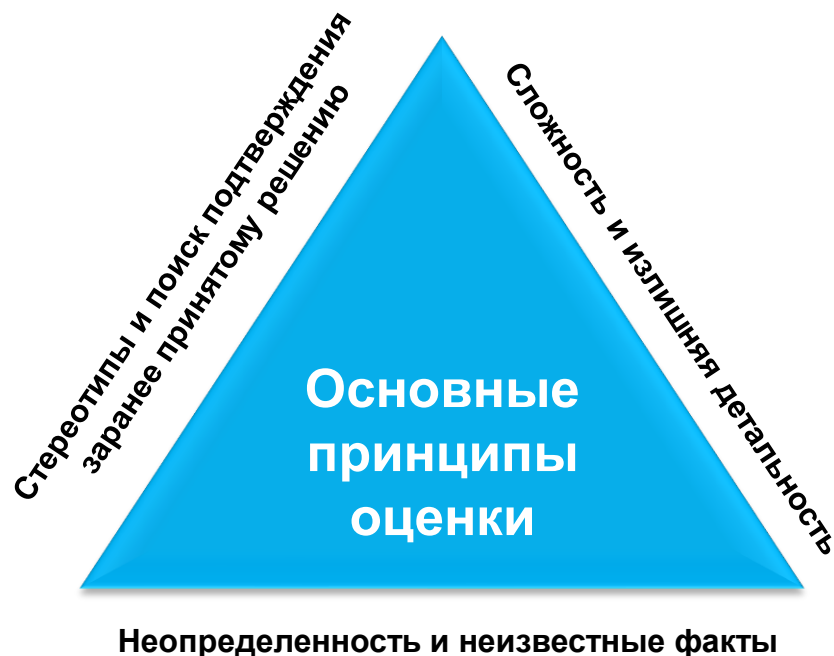 Стереотипы и поиск подтверждения
заранее принятому решению
Сложность и излишняя детальность
Основные
принципы
оценки
Неопределенность и неизвестные факты